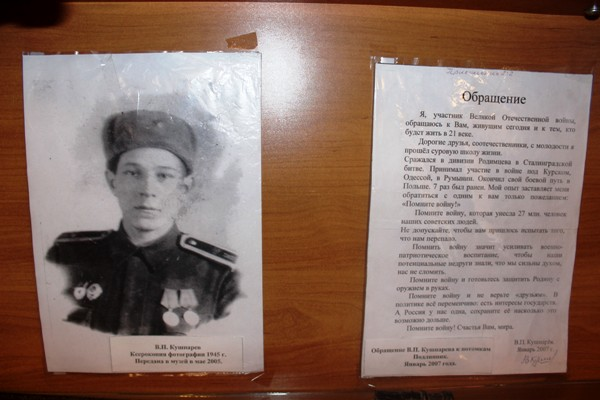 В.П. Кушнарев
Ксерокопия фотографии 1945 г.
Передана в музей в мае 2005.
Обращение
Я, участник Великой Отечественной войны,
обращаюсь к Вам, живущим сегодня и к тем, кто
будет жить в 21 веке.
Дорогие друзья, соотечественники, с молодости я
прошёл суровую школу жизни.
Сражался в дивизии Родимцева в Сталинградской
битве. Принимал участие в войне под Курском,
Одессой, в Румынии. Окончил свой боевой путь в
Польше. 7 раз был ранен. Мой опыт заставляет меня
обратиться с одним к вам только пожеланием:
«Помните войну!»
Помните войну, которая унесла 27 млн. человек
наших советских людей.
Не допускайте, чтобы вам пришлось испытать того,
что нам перепало.
Помнить войну значит усиливать военно-
патриотическое воспитание, чтобы наши
потенциальные недруги знали, что мы сильны духом,
нас не сломить.
Помните войну и готовьтесь защитить Родину с
оружием в руках.
Помните войну и не верьте «друзьям». В
политике всё переменчиво: есть интересы государств.
А Россия у нас одна, сохраните её насколько это
возможно дольше.
Помните войну! Счастья Вам, мира.
В.П. Кушнарёв
Январь 2007 г.
Обращение В.П. Кушнарева к потомкам
Подлинник.
Январь 2007 года.